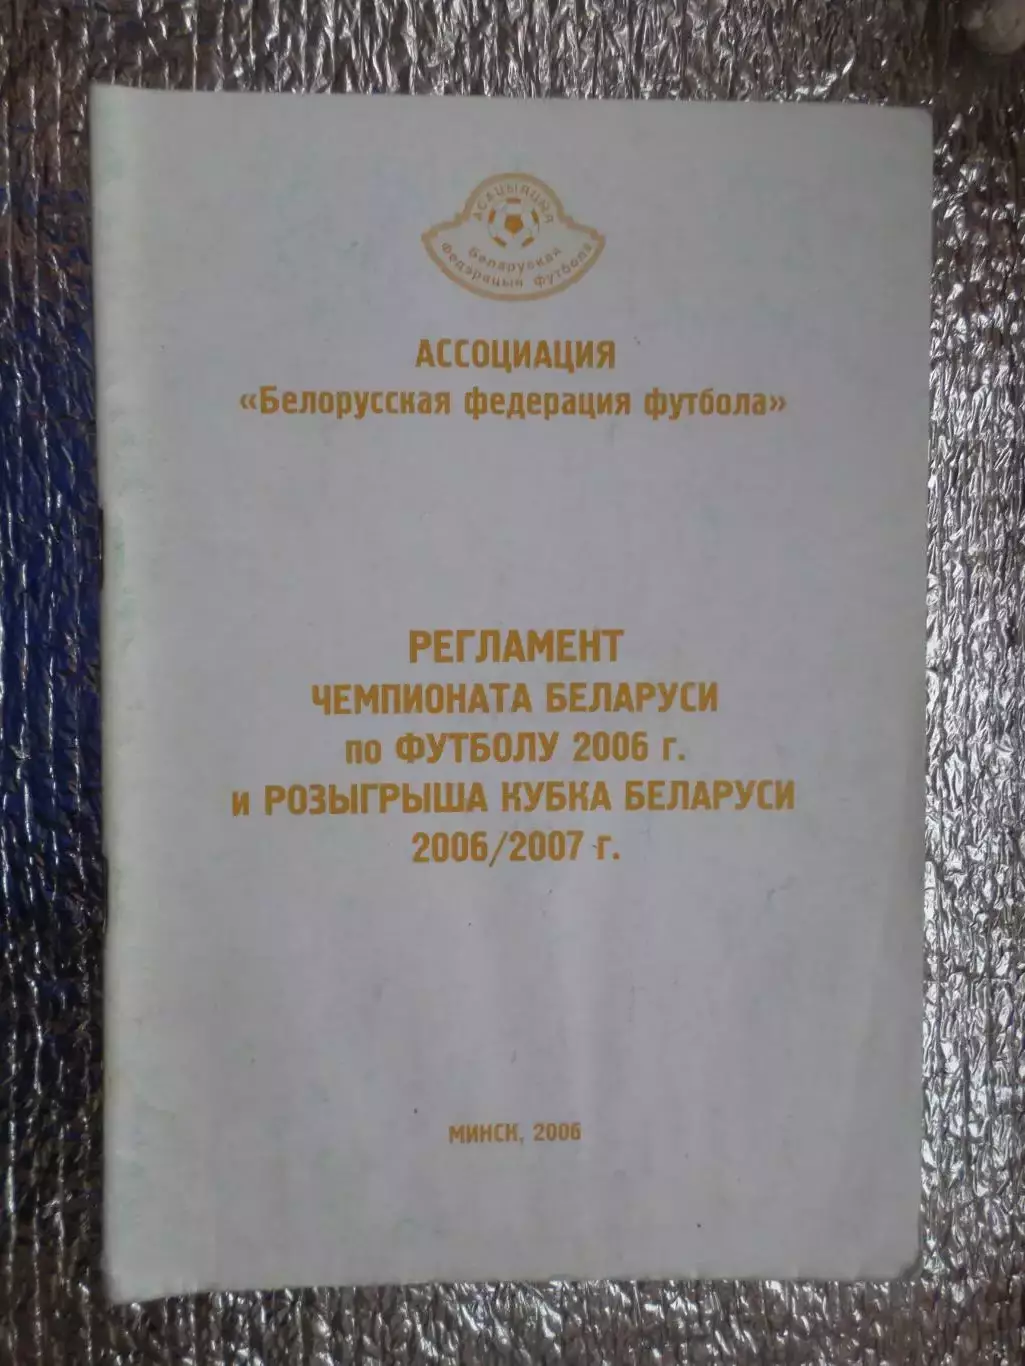 АСАЦЫЯЦЫЯ
Беларуская
Федэрацыя футбола
АССОЦИАЦИЯ
«Белорусская федерация футбола»
РЕГЛАМЕНТ
ЧЕМПИОНАТА БЕЛАРУСИ
по ФУТБОЛУ 2006 г.
и РОЗЫГРЫША КУБКА БЕЛАРУСИ
2006/2007 г.
МИНСК, 2006